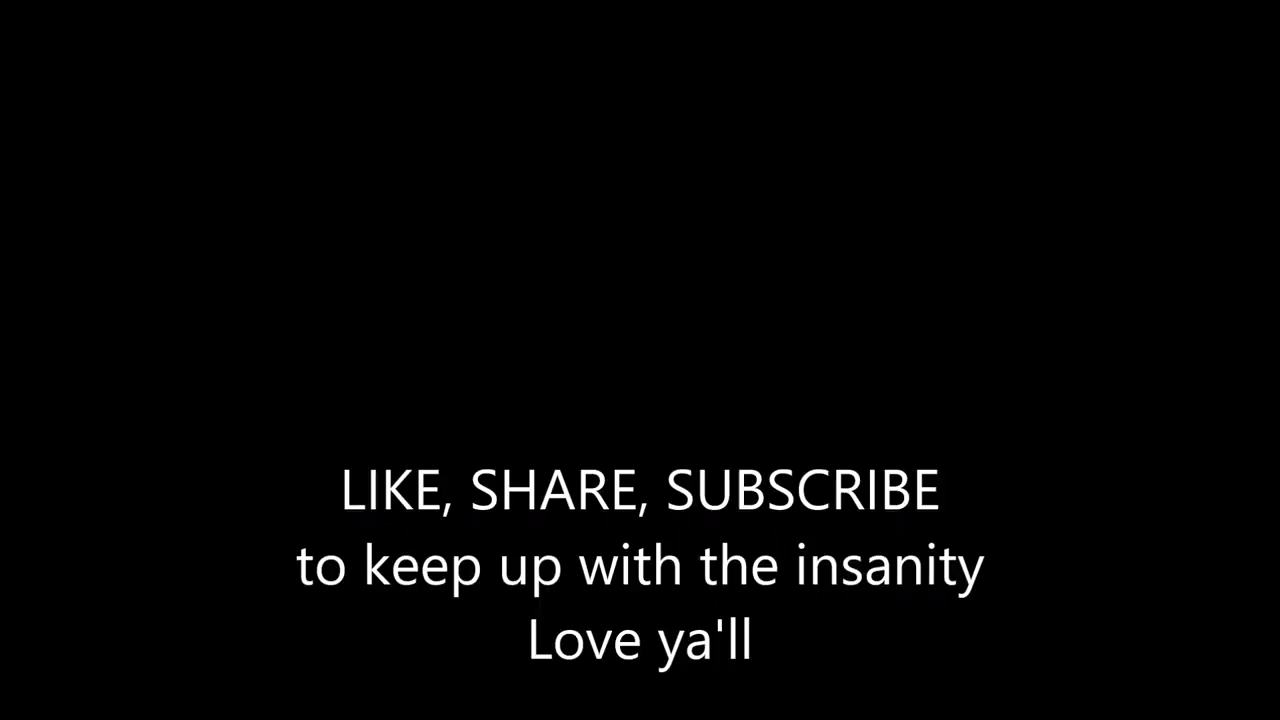 LIKE, SHARE, SUBSCRIBE
to keep up with the insanity
Love ya'll